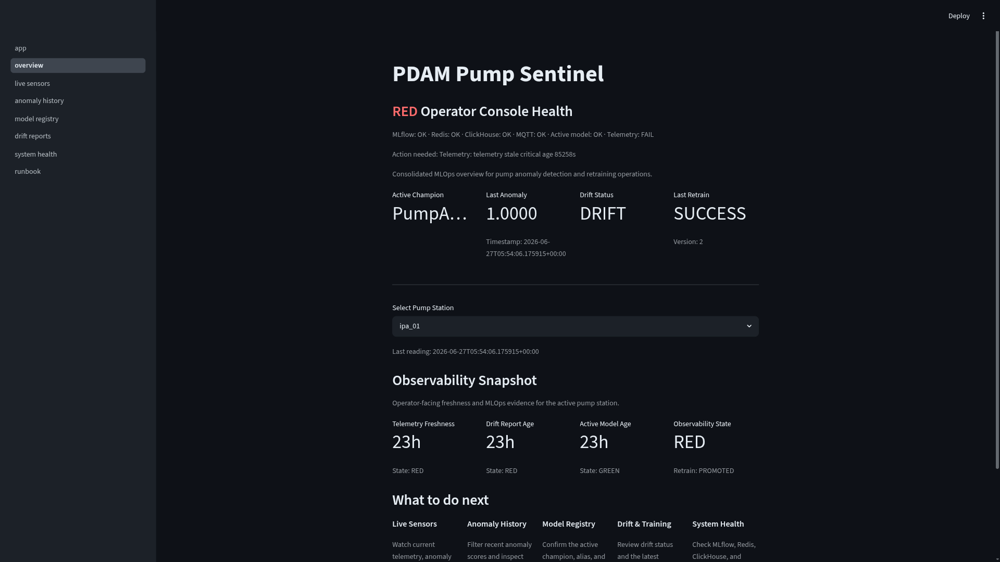 Deploy
app
overview
live sensors
anomaly history
model registry
drift reports
system health
runbook
PDAM Pump Sentinel
RED Operator Console Health
MLflow: OK · Redis: OK · ClickHouse: OK · MQTT: OK · Active model: OK · Telemetry: FAIL
Action needed: Telemetry: telemetry stale critical age 85258s
Consolidated MLOps overview for pump anomaly detection and retraining operations.
Active Champion
PumpA...
Last Anomaly
1.0000
Timestamp: 2026-06-
27T05:54:06.175915+00:00
Drift Status
DRIFT
Last Retrain
SUCCESS
Version: 2
Select Pump Station
ipa_01
Last reading: 2026-06-27T05:54:06.175915+00:00
Observability Snapshot
Operator-facing freshness and MLOps evidence for the active pump station.
Telemetry Freshness
23h
State: RED
Drift Report Age
23h
State: RED
Active Model Age
23h
State: GREEN
Observability State
RED
Retrain: PROMOTED
What to do next
Live Sensors
Watch current
telemetry, anomaly
Anomaly History
Filter recent anomaly
scores and inspect
Model Registry
Confirm the active
champion, alias, and
Drift & Training
Review drift status
and the latest
System Health
Check MLflow, Redis,
ClickHouse, and